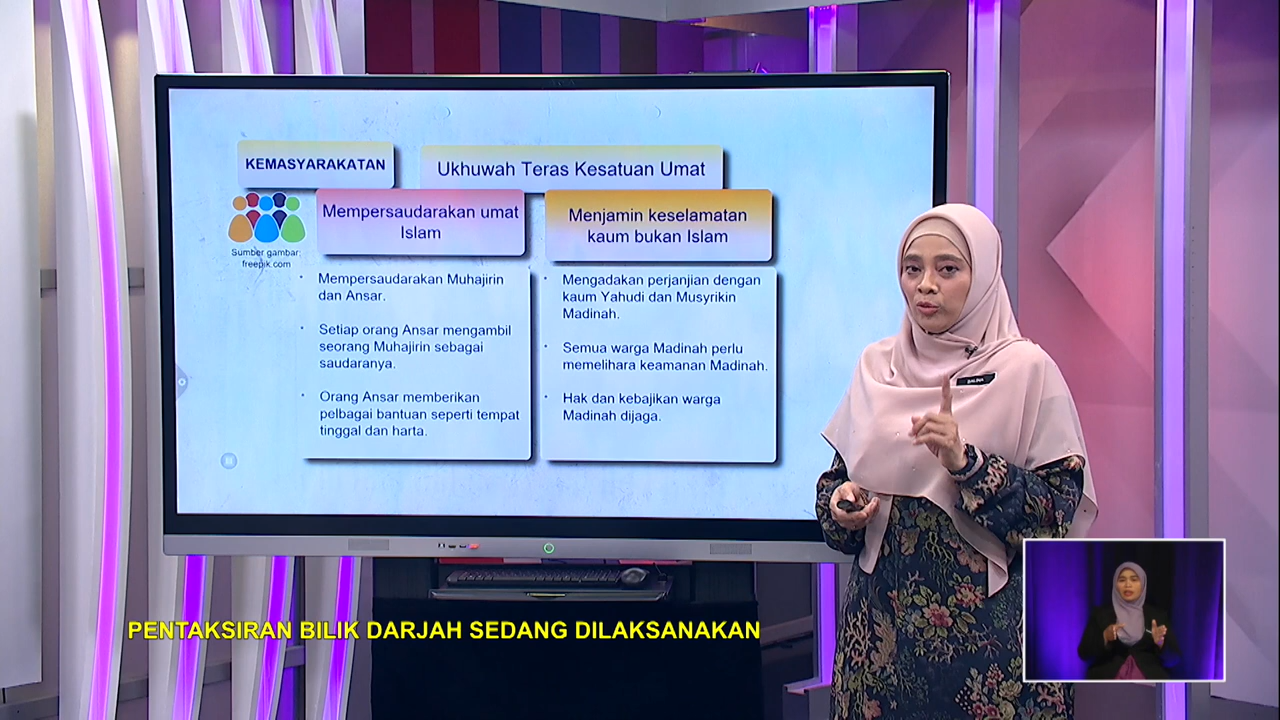 KEMASYARAKATAN
Ukhuwah Teras Kesatuan Umat
Sumber gambar:
freepik.com
Mempersaudarakan umat
Islam
Menjamin keselamatan
kaum bukan Islam
• Mempersaudarakan Muhajirin
dan Ansar.
• Setiap orang Ansar mengambil
seorang Muhajirin sebagai
saudaranya.
• Orang Ansar memberikan
pelbagai bantuan seperti tempat
tinggal dan harta.
• Mengadakan perjanjian dengan
kaum Yahudi dan Musyrikin
Madinah.
• Semua warga Madinah perlu
memelihara keamanan Madinah.
• Hak dan kebajikan warga
Madinah dijaga.
PENTAKSIRAN BILIK DARJAH SEDANG DILAKSANAKAN